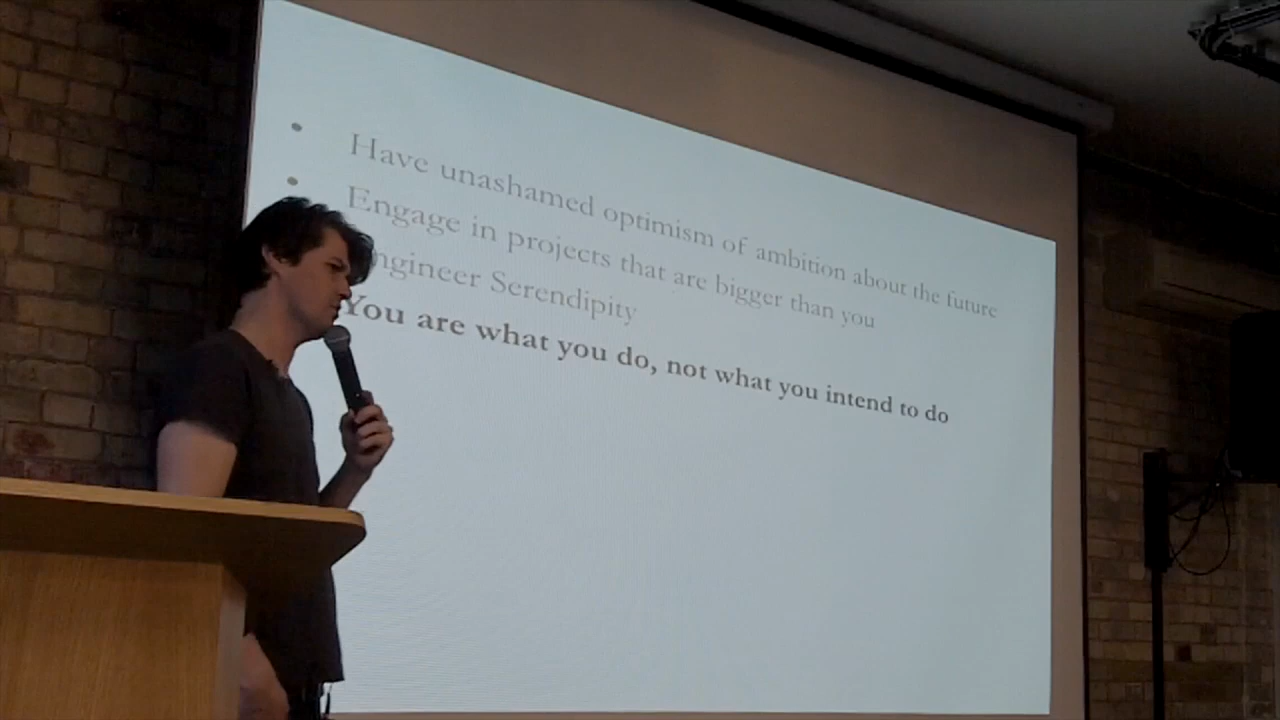 Have unashamed optimism of ambition about the future
Engage in projects that are bigger than you
ngineer Serendipity
You are what you do, not what you intend to do